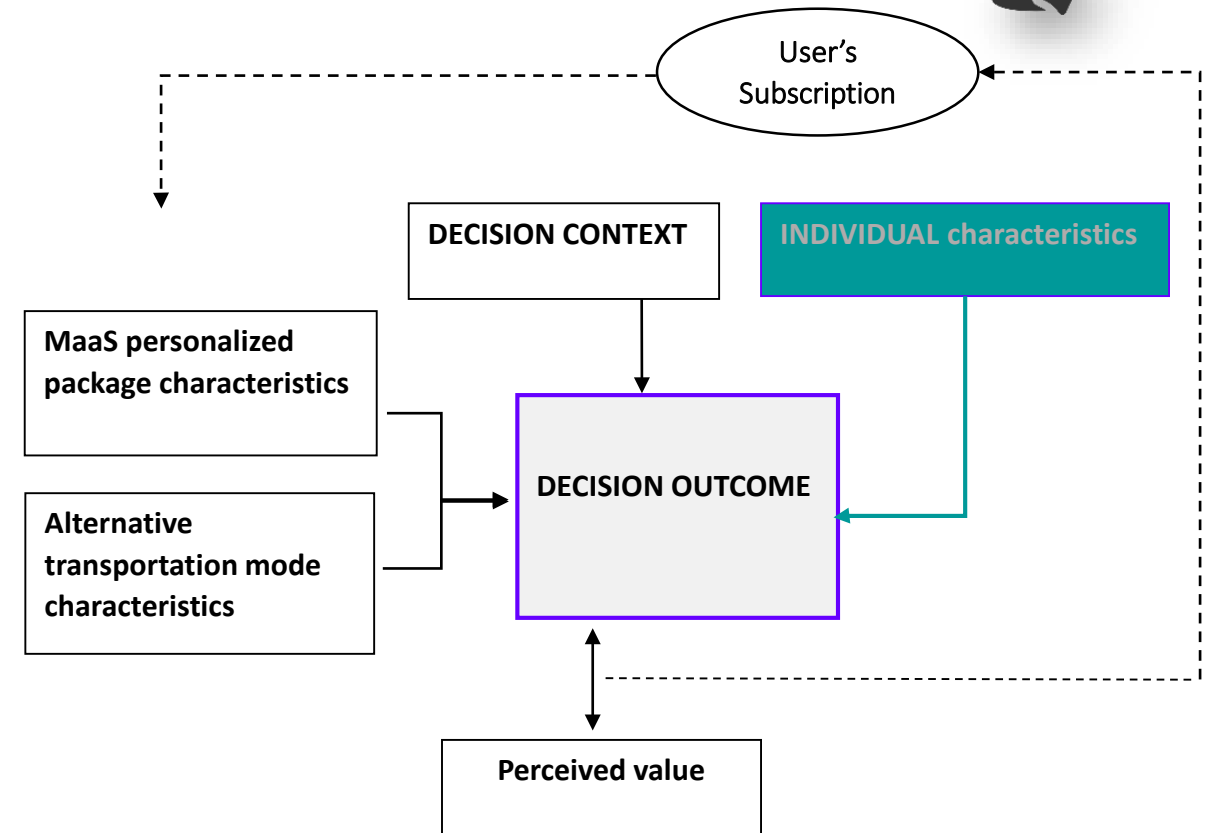 User's
Subscription
DECISION CONTEXT
INDIVIDUAL characteristics
MaaS personalized
package characteristics
DECISION OUTCOME
Alternative
transportation mode
characteristics
Perceived value